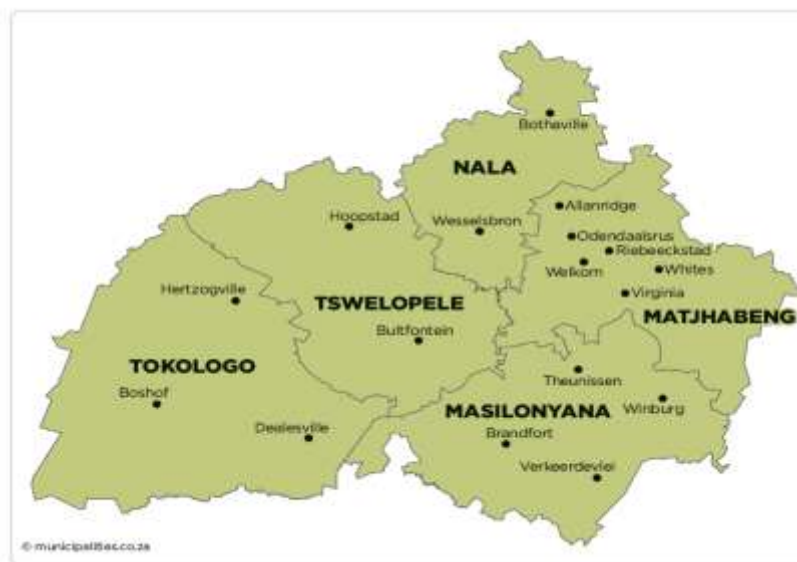 Bothaville
NALA
Allanridge
Hoopstad
Wesselsbron
Odendaalsrus
Riebeeckstad
Welkom
Whites
Hertzogville
Virginia
TSWELOPELE
MATJHABENG
Bultfontein
TOKOLOGO
Theunissen
Boshof
Winburg
MASILONYANA
Dealesville
Brandfort
Verkeerdevlei
© municipalities.co.za